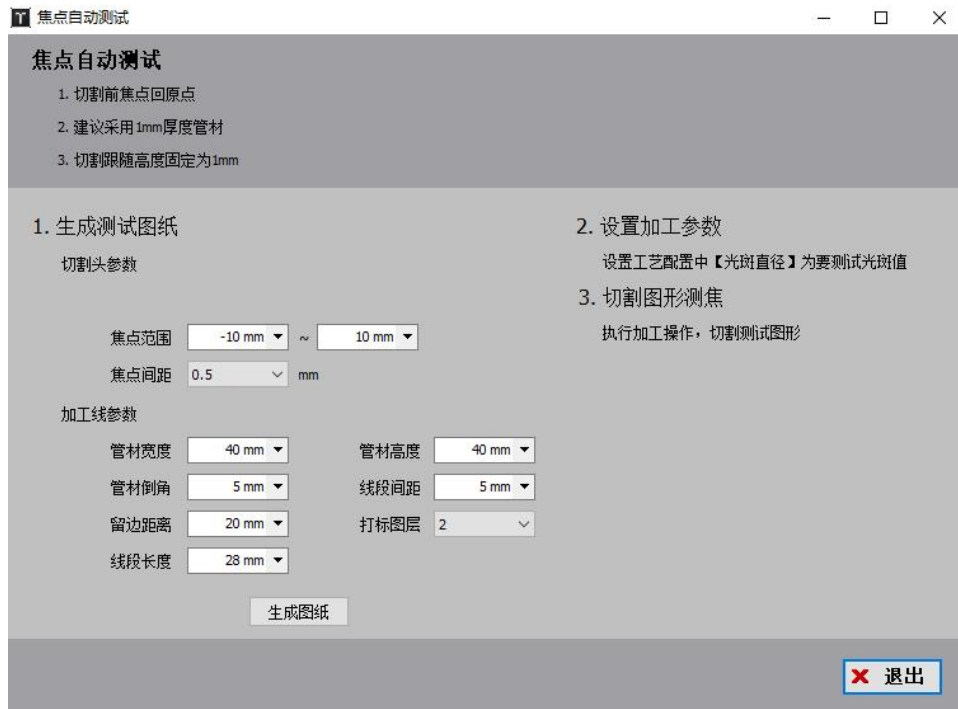 焦点自动测试
焦点自动测试
1. 切割前焦点回原点
2. 建议采用1mm厚度管材
3. 切割跟随高度固定为1mm
1. 生成测试图纸
切割头参数
焦点范围 -10 mm ~ 10 mm
焦点间距 0.5 mm
加工线参数
管材宽度 40 mm 管材高度 40 mm
管材倒角 5 mm 线段间距 5 mm
留边距离 20 mm 打标图层 2
线段长度 28 mm
生成图纸
2. 设置加工参数
设置工艺配置中【光斑直径】为要测试光斑值
3. 切割图形测焦
执行加工操作，切割测试图形
退出